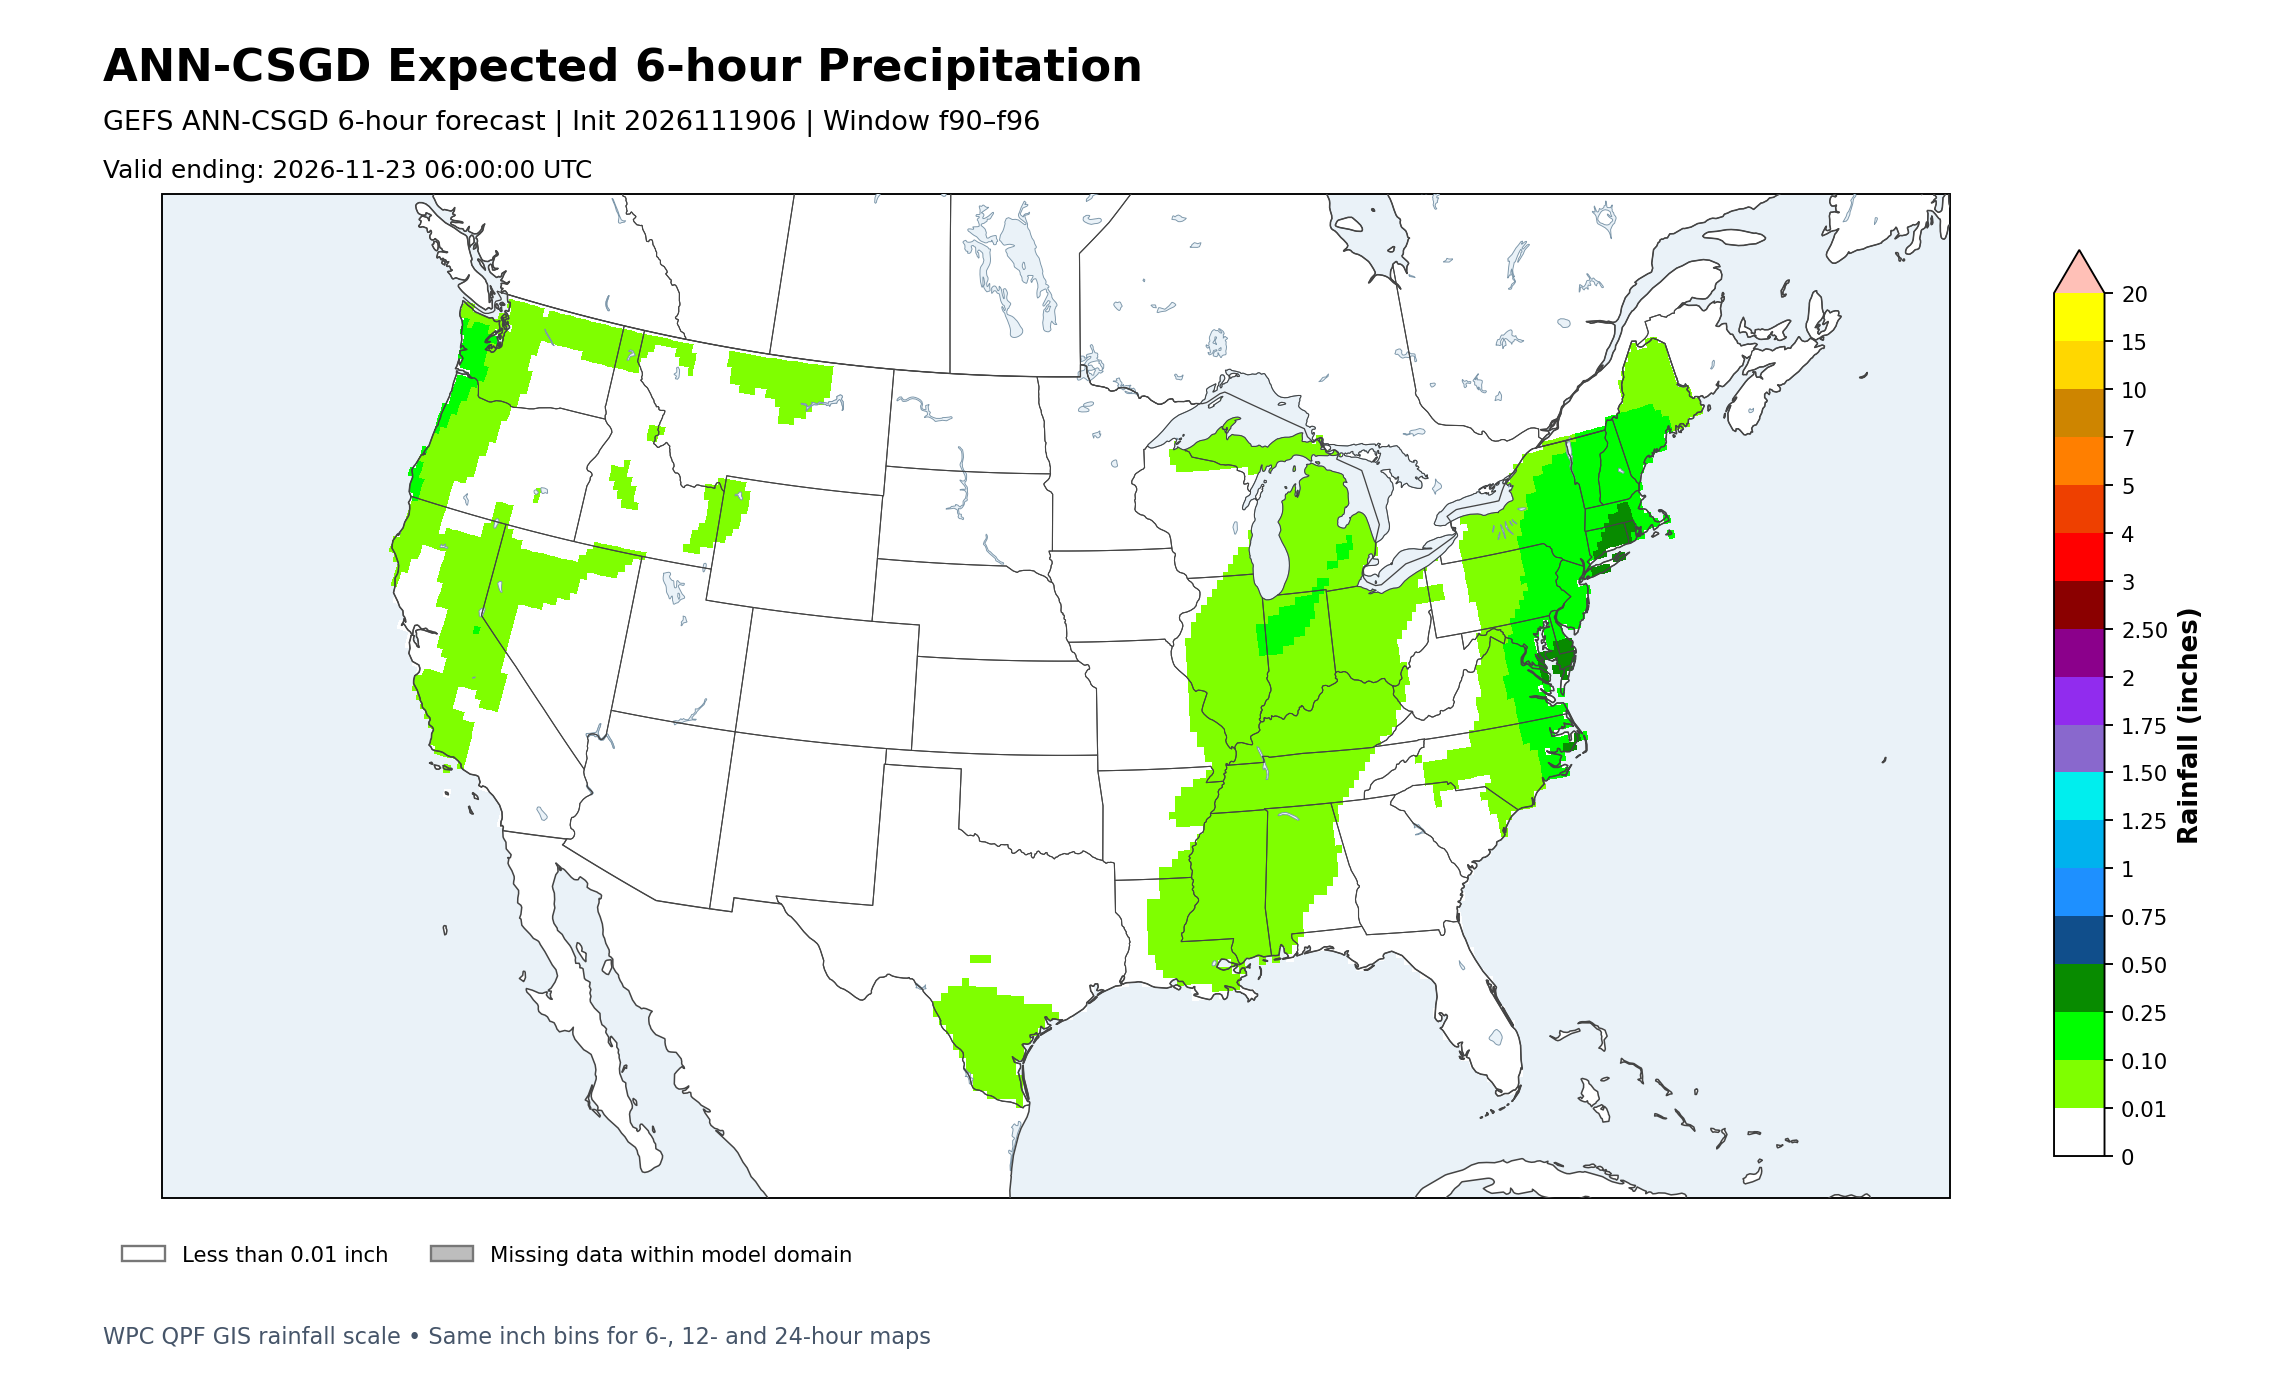 ANN-CSGD Expected 6-hour Precipitation
GEFS ANN-CSGD 6-hour forecast | Init 2026111906 | Window f90–f96
Valid ending: 2026-11-23 06:00:00 UTC
20
15
10
7
5
4
3
2.50
2
1.75
1.50
1.25
1
0.75
0.50
0.25
0.10
0.01
0
Rainfall (inches)
Less than 0.01 inch
Missing data within model domain
WPC QPF GIS rainfall scale • Same inch bins for 6-, 12- and 24-hour maps